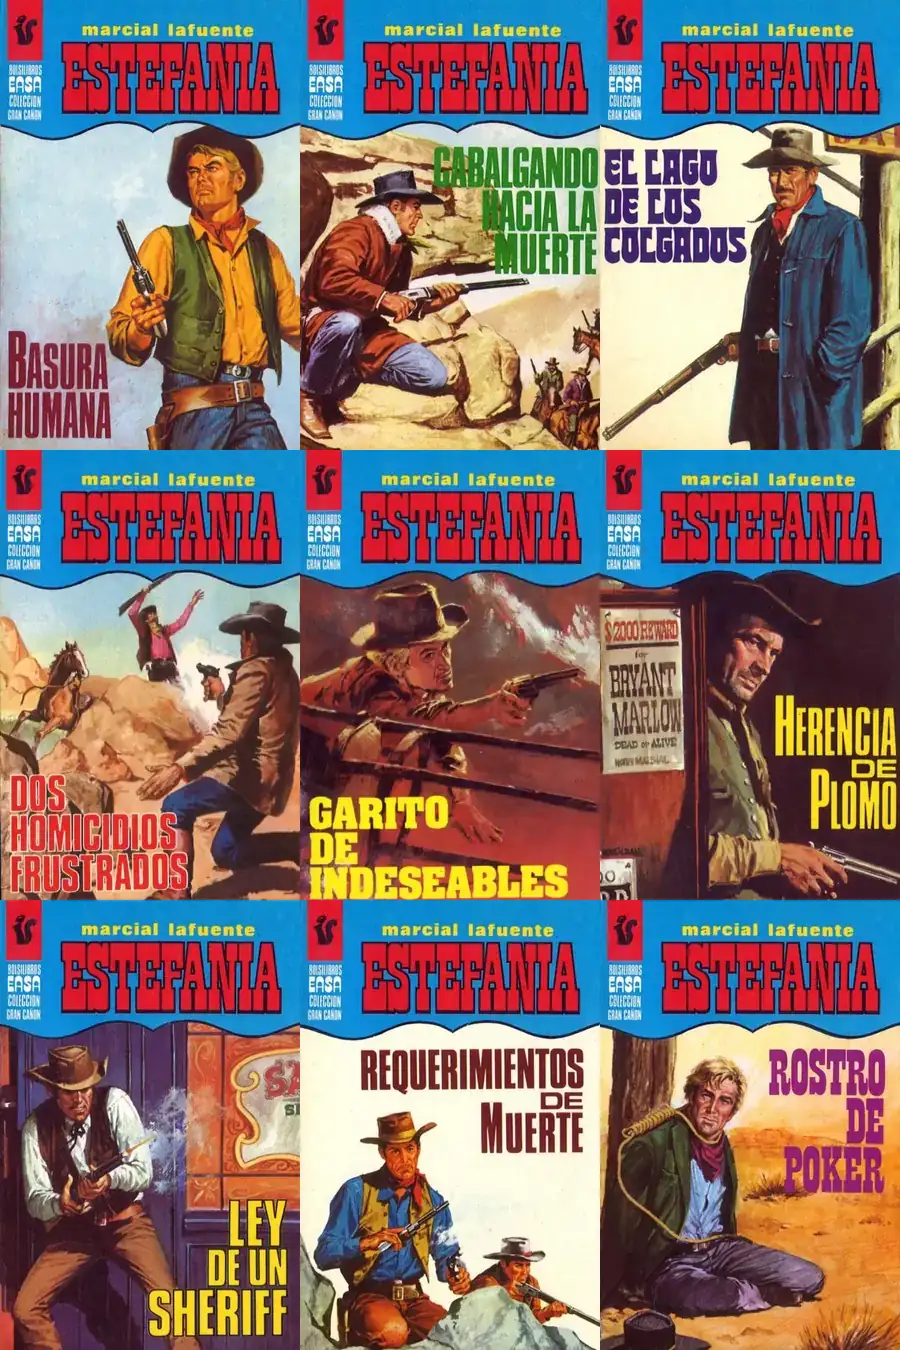 marcial lafuente
ESTEFANIA
BOLSILIBROS
EASA
COLECCION
GRAN CAÑON
BASURA
HUMANA
marcial lafuente
ESTEFANIA
BOLSILIBROS
EASA
COLECCION
GRAN CAÑON
CABALGANDO
HACIA LA
MUERTE
marcial lafuente
ESTEFANIA
BOLSILIBROS
EASA
COLECCION
GRAN CAÑON
EL LAGO
DE LOS
COLGADOS
marcial lafuente
ESTEFANIA
BOLSILIBROS
EASA
COLECCION
GRAN CAÑON
DOS
HOMICIDIOS
FRUSTRADOS
marcial lafuente
ESTEFANIA
BOLSILIBROS
EASA
COLECCION
GRAN CAÑON
GARITO
DE
INDESEABLES
marcial lafuente
ESTEFANIA
BOLSILIBROS
EASA
COLECCION
GRAN CAÑON
$2000 REWARD
for
BRYANT
MARLOW
DEAD or ALIVE
HERENCIA
DE
PLOMO
marcial lafuente
ESTEFANIA
BOLSILIBROS
EASA
COLECCION
GRAN CAÑON
LEY
DE UN
SHERIFF
marcial lafuente
ESTEFANIA
BOLSILIBROS
EASA
COLECCION
GRAN CAÑON
REQUERIMIENTOS
DE
MUERTE
marcial lafuente
ESTEFANIA
BOLSILIBROS
EASA
COLECCION
GRAN CAÑON
ROSTRO
DE
POKER